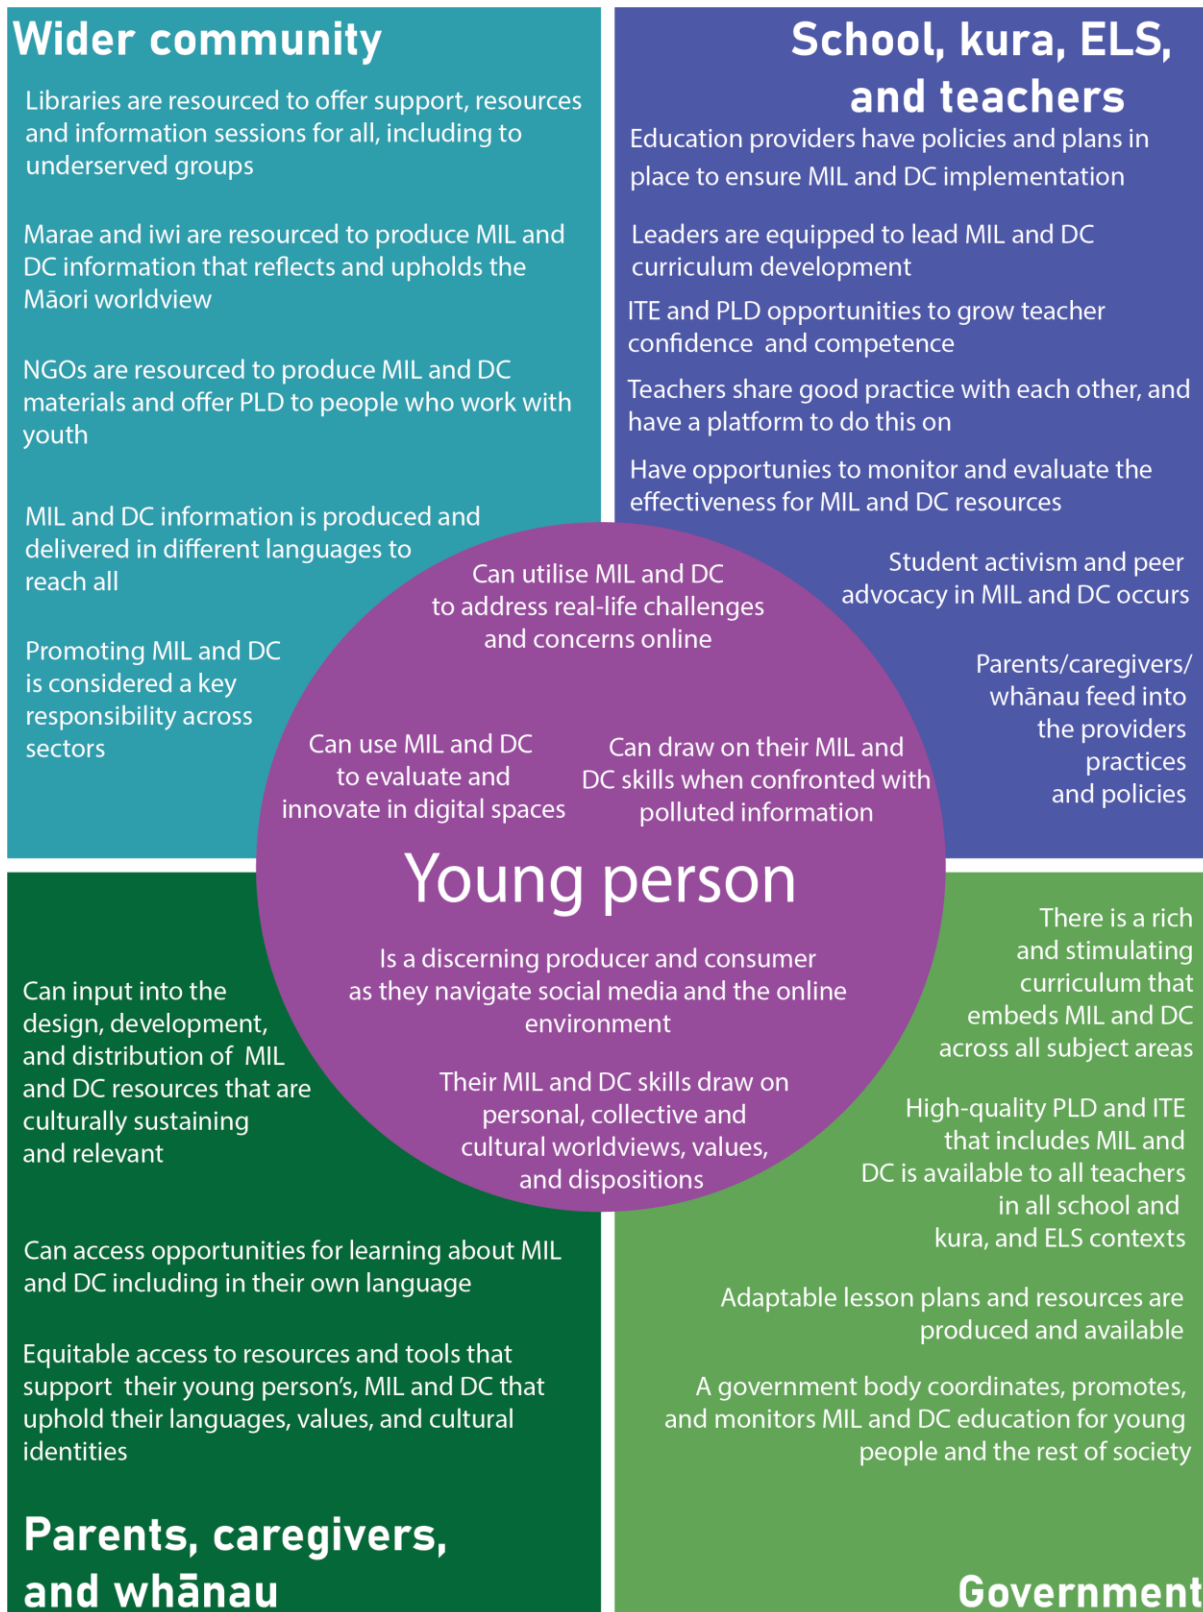 Wider community
Libraries are resourced to offer support, resources
and information sessions for all, including to
underserved groups
Marae and iwi are resourced to produce MIL and
DC information that reflects and upholds the
Māori worldview
NGOs are resourced to produce MIL and DC
materials and offer PLD to people who work with
youth
MIL and DC information is produced and
delivered in different languages to
reach all
Promoting MIL and DC
is considered a key
responsibility across
sectors
School, kura, ELS,
and teachers
Education providers have policies and plans in
place to ensure MIL and DC implementation
Leaders are equipped to lead MIL and DC
curriculum development
ITE and PLD opportunities to grow teacher
confidence and competence
Teachers share good practice with each other, and
have a platform to do this on
Have opportunies to monitor and evaluate the
effectiveness for MIL and DC resources
Student activism and peer
advocacy in MIL and DC occurs
Parents/caregivers/
whānau feed into
the providers
practices
and policies
Can utilise MIL and DC
to address real-life challenges
and concerns online
Can use MIL and DC
to evaluate and
innovate in digital spaces
Can draw on their MIL and
DC skills when confronted with
polluted information
Young person
Is a discerning producer and consumer
as they navigate social media and the online
environment
Their MIL and DC skills draw on
personal, collective and
cultural worldviews, values,
and dispositions
Can input into the
design, development,
and distribution of MIL
and DC resources that are
culturally sustaining
and relevant
Can access opportunities for learning about MIL
and DC including in their own language
Equitable access to resources and tools that
support their young person's, MIL and DC that
uphold their languages, values, and cultural
identities
Parents, caregivers,
and whānau
There is a rich
and stimulating
curriculum that
embeds MIL and DC
across all subject areas
High-quality PLD and ITE
that includes MIL and
DC is available to all teachers
in all school and
kura, and ELS contexts
Adaptable lesson plans and resources are
produced and available
A government body coordinates, promotes,
and monitors MIL and DC education for young
people and the rest of society
Government